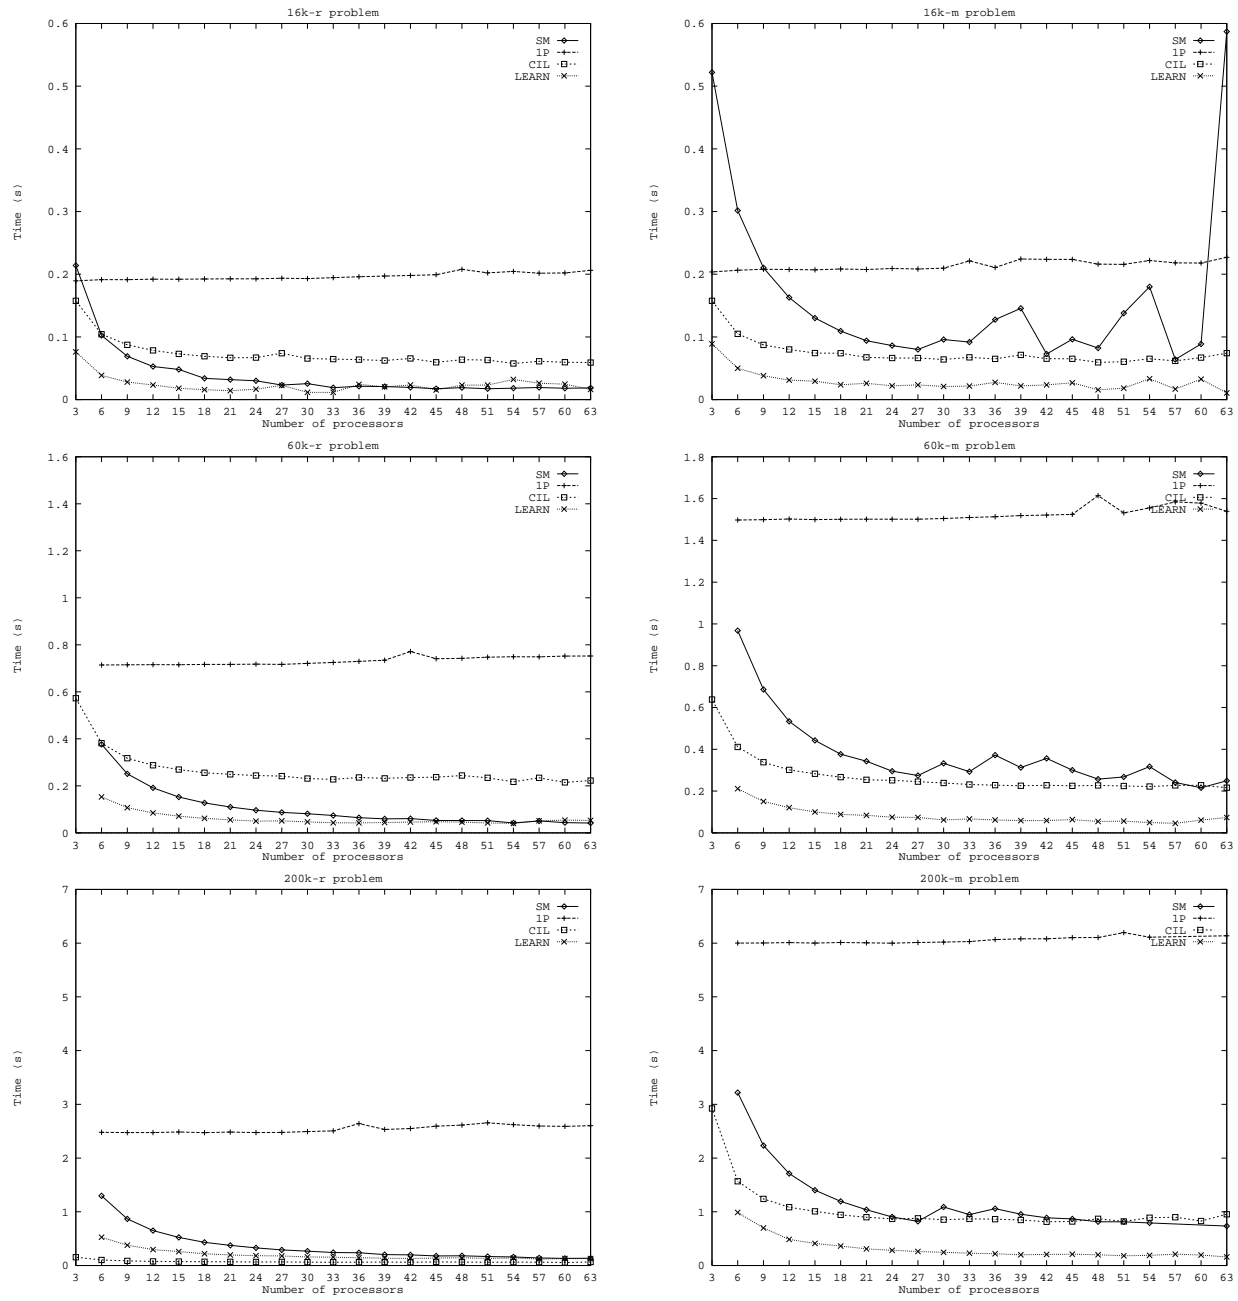 16k-r problem
0.6
0.5
0.4
0.3
0.2
0.1
0
Time (s)
SM
1P
CIL
LEARN
3 6 9 12 15 18 21 24 27 30 33 36 39 42 45 48 51 54 57 60 63
Number of processors
16k-m problem
0.6
0.5
0.4
0.3
0.2
0.1
0
Time (s)
SM
1P
CIL
LEARN
3 6 9 12 15 18 21 24 27 30 33 36 39 42 45 48 51 54 57 60 63
Number of processors
60k-r problem
1.6
1.4
1.2
1
0.8
0.6
0.4
0.2
0
Time (s)
SM
1P
CIL
LEARN
3 6 9 12 15 18 21 24 27 30 33 36 39 42 45 48 51 54 57 60 63
Number of processors
60k-m problem
1.8
1.6
1.4
1.2
1
0.8
0.6
0.4
0.2
0
Time (s)
SM
1P
CIL
LEARN
3 6 9 12 15 18 21 24 27 30 33 36 39 42 45 48 51 54 57 60 63
Number of processors
200k-r problem
7
6
5
4
3
2
1
0
Time (s)
SM
1P
CIL
LEARN
3 6 9 12 15 18 21 24 27 30 33 36 39 42 45 48 51 54 57 60 63
Number of processors
200k-m problem
7
6
5
4
3
2
1
0
Time (s)
SM
1P
CIL
LEARN
3 6 9 12 15 18 21 24 27 30 33 36 39 42 45 48 51 54 57 60 63
Number of processors